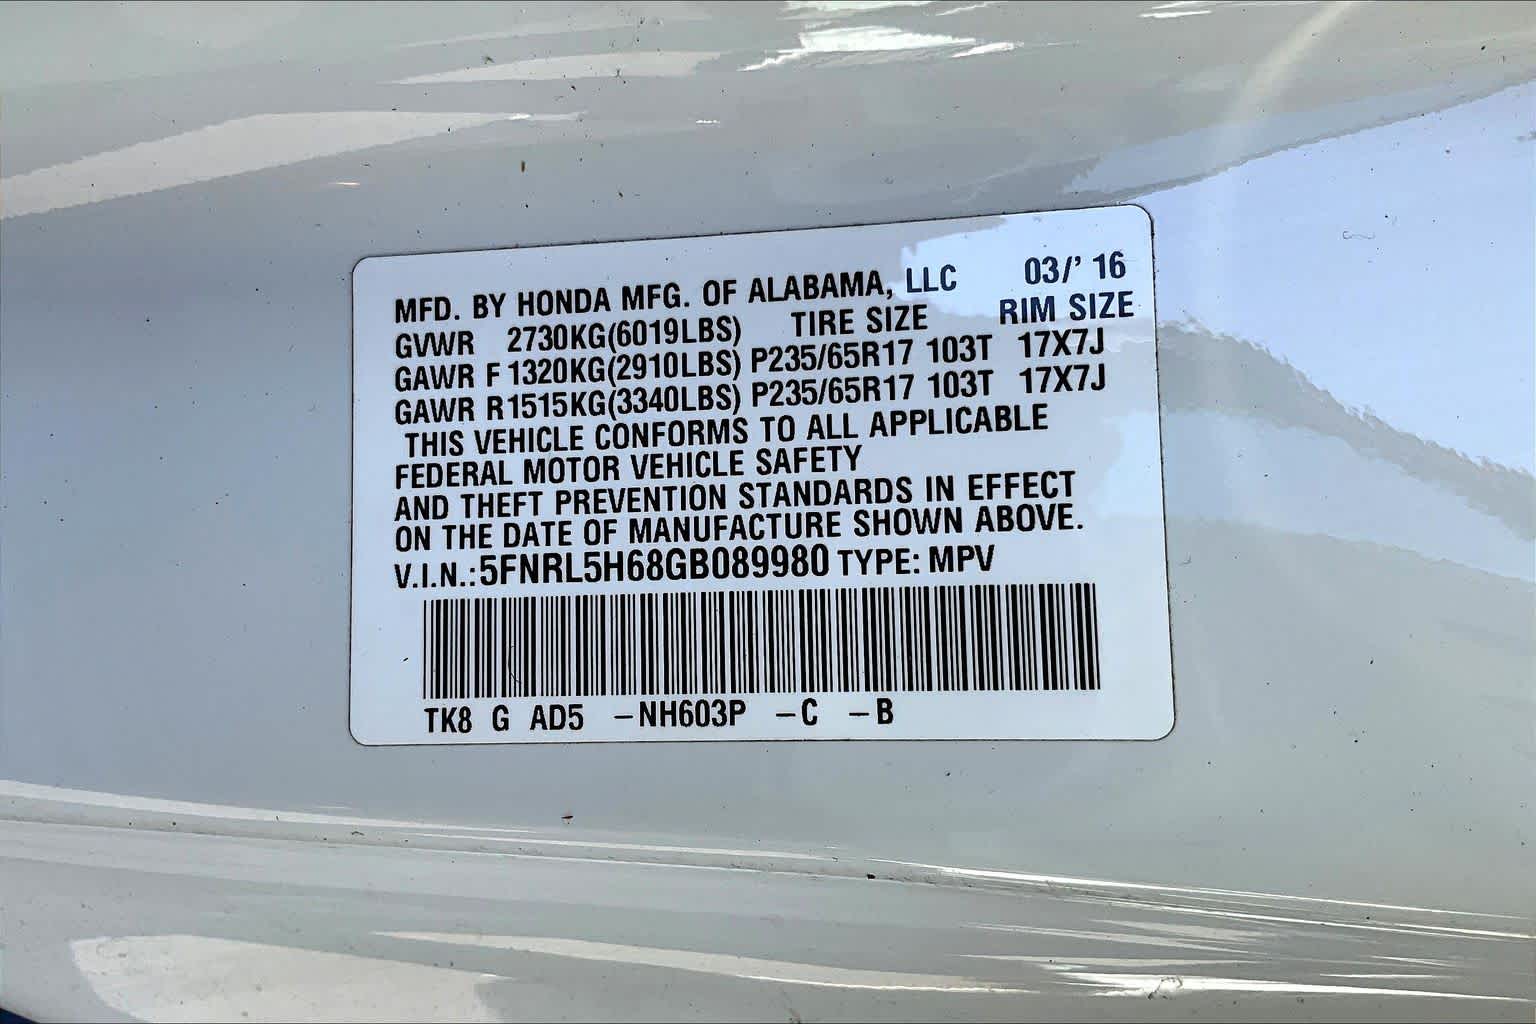 MFD. BY HONDA MFG. OF ALABAMA, LLC 03/' 16
GVWR 2730KG(6019LBS) TIRE SIZE RIM SIZE
GAWR F 1320KG(2910LBS) P235/65R17 103T 17X7J
GAWR R1515KG(3340LBS) P235/65R17 103T 17X7J
THIS VEHICLE CONFORMS TO ALL APPLICABLE
FEDERAL MOTOR VEHICLE SAFETY
AND THEFT PREVENTION STANDARDS IN EFFECT
ON THE DATE OF MANUFACTURE SHOWN ABOVE.
V.I.N.:5FNRL5H68GB089980 TYPE: MPV
TK8 G AD5 –NH603P –C –B